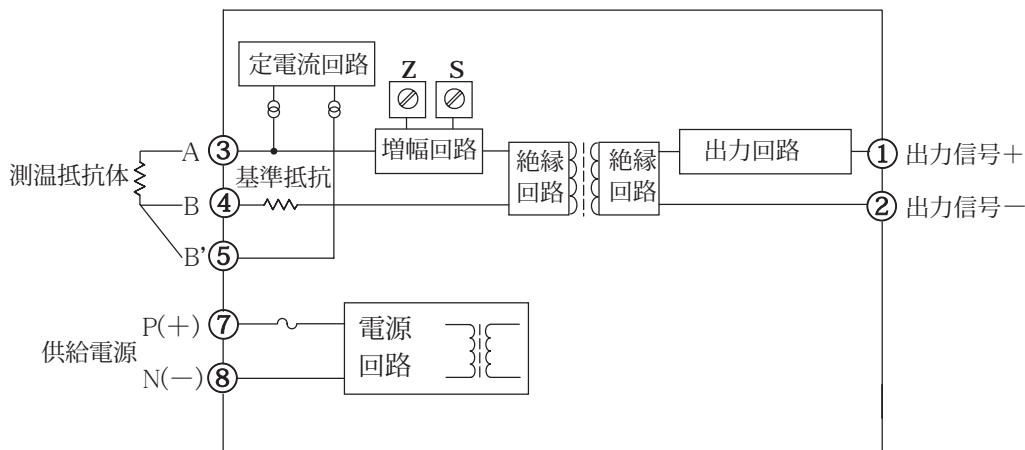 定電流回路
Z
S
A
③
増幅回路
絶縁
回路
絶縁
回路
出力回路
①
出力信号＋
測温抵抗体
基準抵抗
B
④
②
出力信号－
B'
⑤
P(＋)
⑦
供給電源
N(－)
⑧
電源
回路